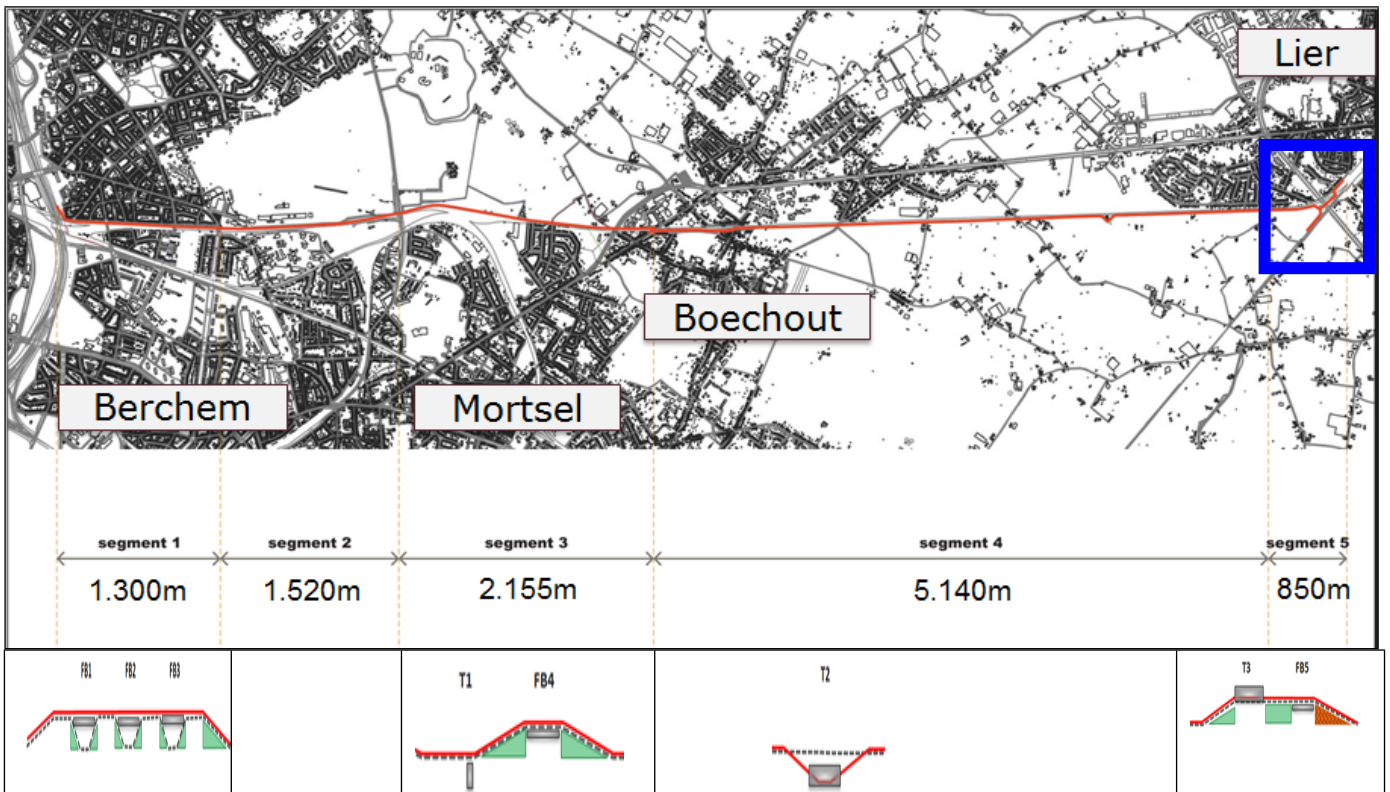 Lier
Boechout
Berchem
Mortsel
segment 1
segment 2
segment 3
segment 4
segment 5
1.300m
1.520m
2.155m
5.140m
850m
FB1
FB2
FB3
T1
FB4
T2
T3
FB5